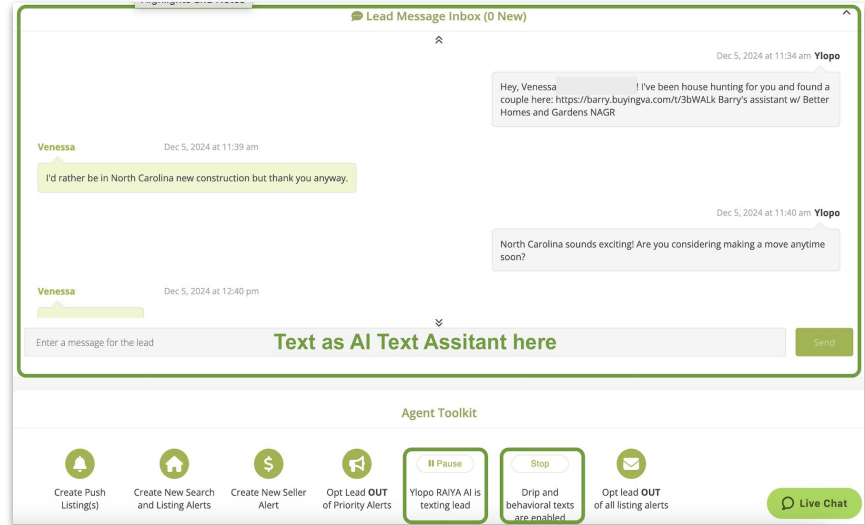 Lead Message Inbox (0 New)
Dec 5, 2024 at 11:34 am Ylopo
Hey, Venessa ! I've been house hunting for you and found a
couple here: https://barry.buyingva.com/t/3bWALk Barry's assistant w/ Better
Homes and Gardens NAGR
Venessa Dec 5, 2024 at 11:39 am
I'd rather be in North Carolina new construction but thank you anyway.
Dec 5, 2024 at 11:40 am Ylopo
North Carolina sounds exciting! Are you considering making a move anytime
soon?
Venessa Dec 5, 2024 at 12:40 pm
Enter a message for the lead
Text as AI Text Assitant here
Send
Agent Toolkit
Create Push
Listing(s)
Create New Search
and Listing Alerts
$
Create New Seller
Alert
Opt Lead OUT
of Priority Alerts
Pause
Ylopo RAIYA AI is
texting lead
Stop
Drip and
behavioral texts
are enabled
Opt lead OUT
of all listing alerts
Live Chat